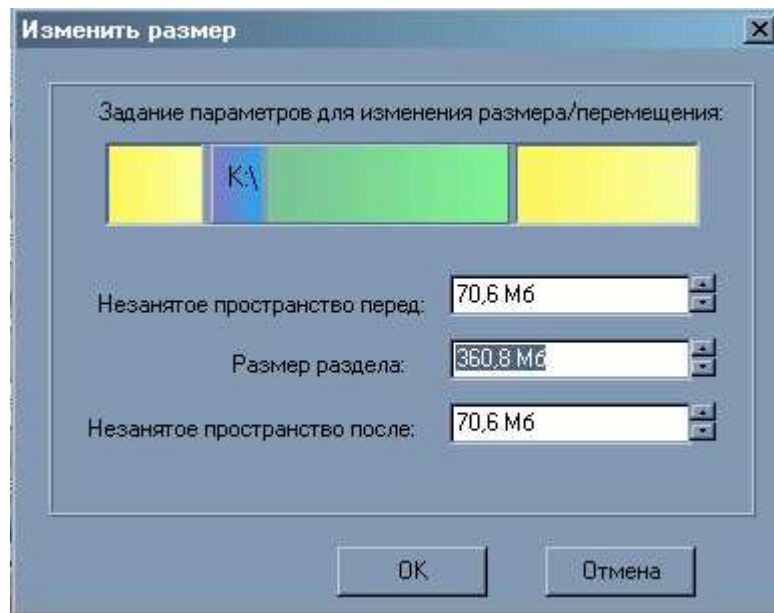 Изменить размер
Задание параметров для изменения размера/перемещения:
K:\
Незанятое пространство перед: 70,6 Мб
Размер раздела: 360,8 Мб
Незанятое пространство после: 70,6 Мб
OK Отмена